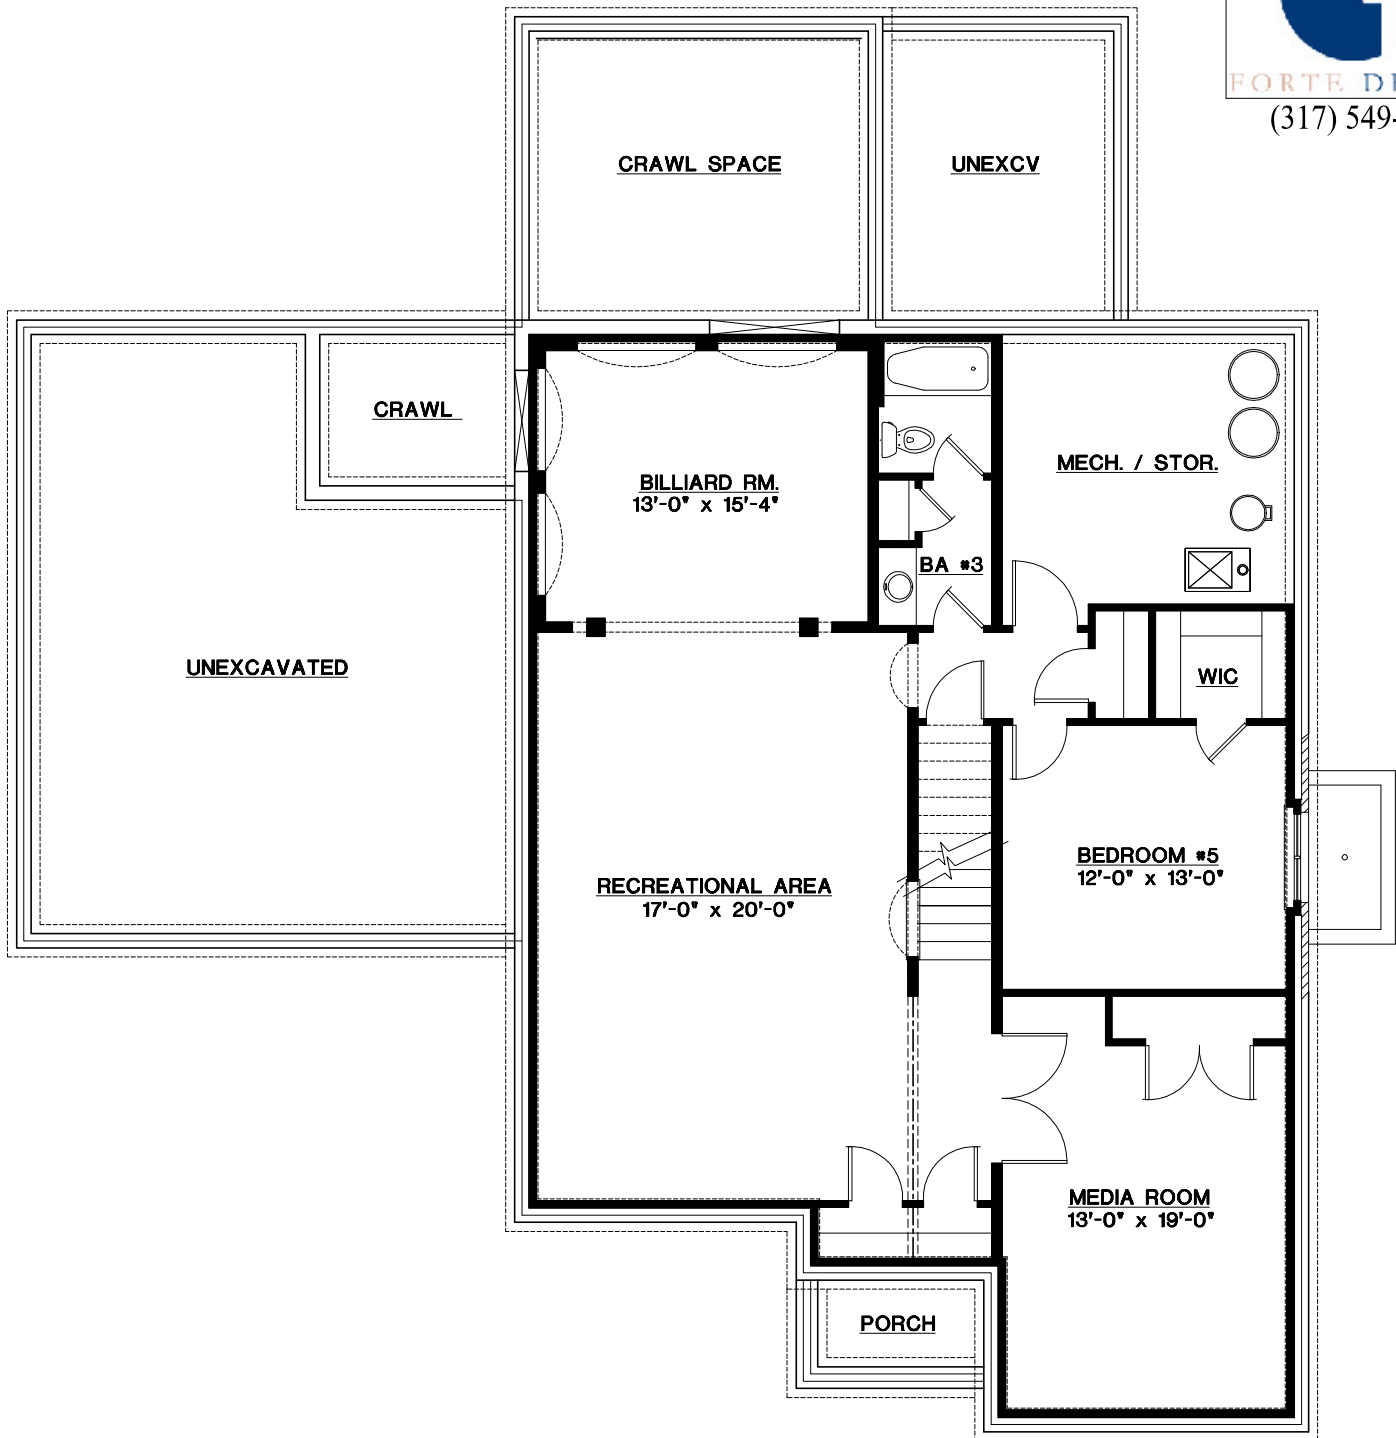 FORTE DE
(317) 549-
CRAWL SPACE
UNEXCV
CRAWL
MECH. / STOR.
BILLIARD RM.
13'-0" x 15'-4"
BA #3
UNEXCAVATED
WIC
BEDROOM #5
12'-0" x 13'-0"
RECREATIONAL AREA
17'-0" x 20'-0"
MEDIA ROOM
13'-0" x 19'-0"
PORCH